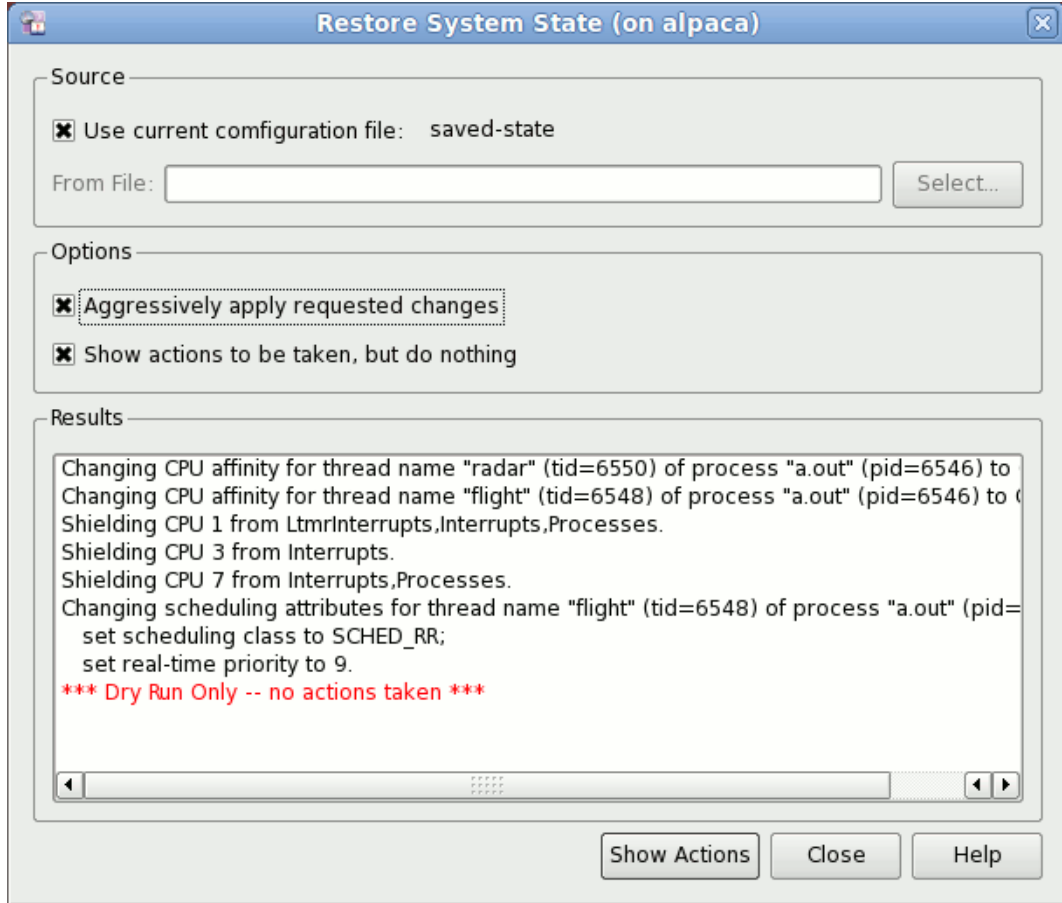 Restore System State (on alpaca)
Source
Use current comfiguration file: saved-state
From File:
Select...
Options
Aggressively apply requested changes
Show actions to be taken, but do nothing
Results
Changing CPU affinity for thread name "radar" (tid=6550) of process "a.out" (pid=6546) to
Changing CPU affinity for thread name "flight" (tid=6548) of process "a.out" (pid=6546) to
Shielding CPU 1 from LtmrInterrupts,Interrupts,Processes.
Shielding CPU 3 from Interrupts.
Shielding CPU 7 from Interrupts,Processes.
Changing scheduling attributes for thread name "flight" (tid=6548) of process "a.out" (pid=
set scheduling class to SCHED_RR;
set real-time priority to 9.
*** Dry Run Only -- no actions taken ***
Show Actions
Close
Help